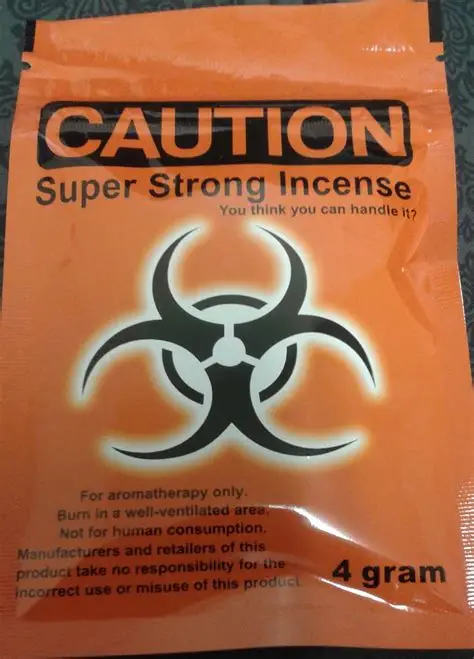 CAUTION
Super Strong Incense
You think you can handle it?
For aromatherapy only.
Burn in a well-ventilated area.
Not for human consumption.
Manufacturers and retailers of this
product take no responsibility for the
incorrect use or misuse of this product.
4 gram